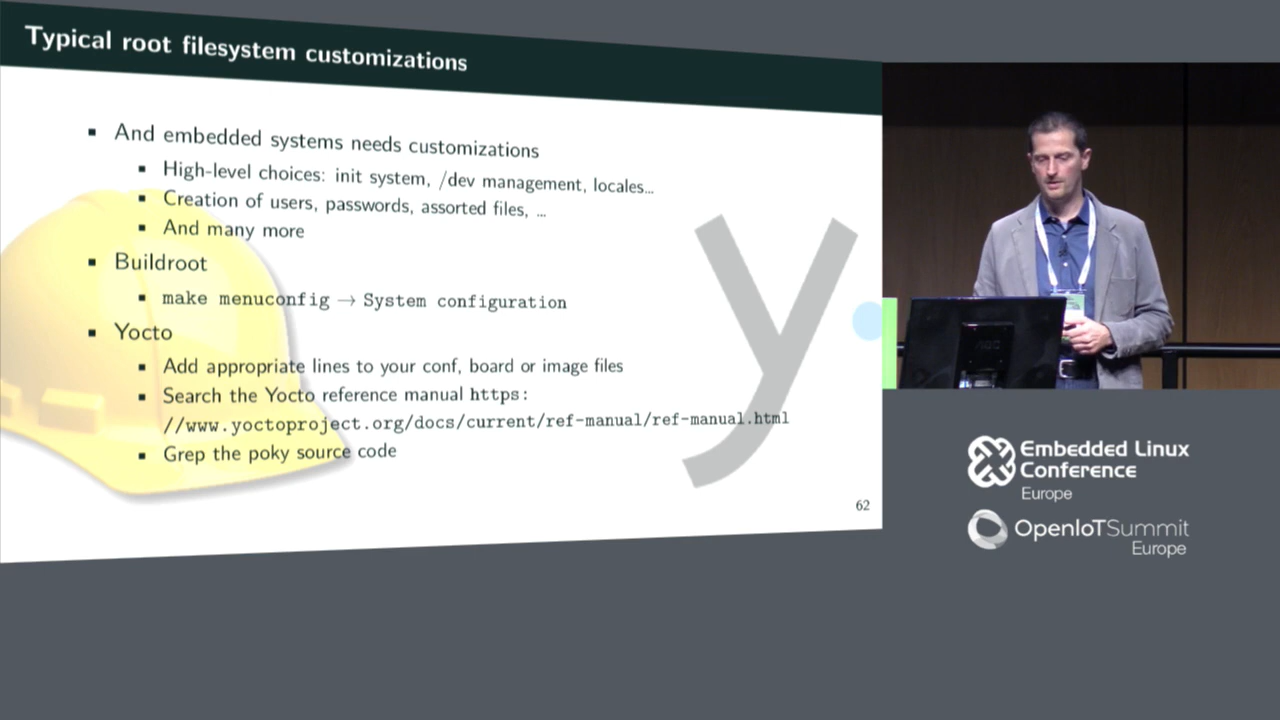 Typical root filesystem customizations
▪ And embedded systems needs customizations
▪ High-level choices: init system, /dev management, locales...
▪ Creation of users, passwords, assorted files, ...
▪ And many more
▪ Buildroot
▪ make menuconfig → System configuration
▪ Yocto
▪ Add appropriate lines to your conf, board or image files
▪ Search the Yocto reference manual https:
//www.yoctoproject.org/docs/current/ref-manual/ref-manual.html
▪ Grep the poky source code
y
62
AOC
Embedded Linux
Conference
Europe
OpenIoTSummit
Europe